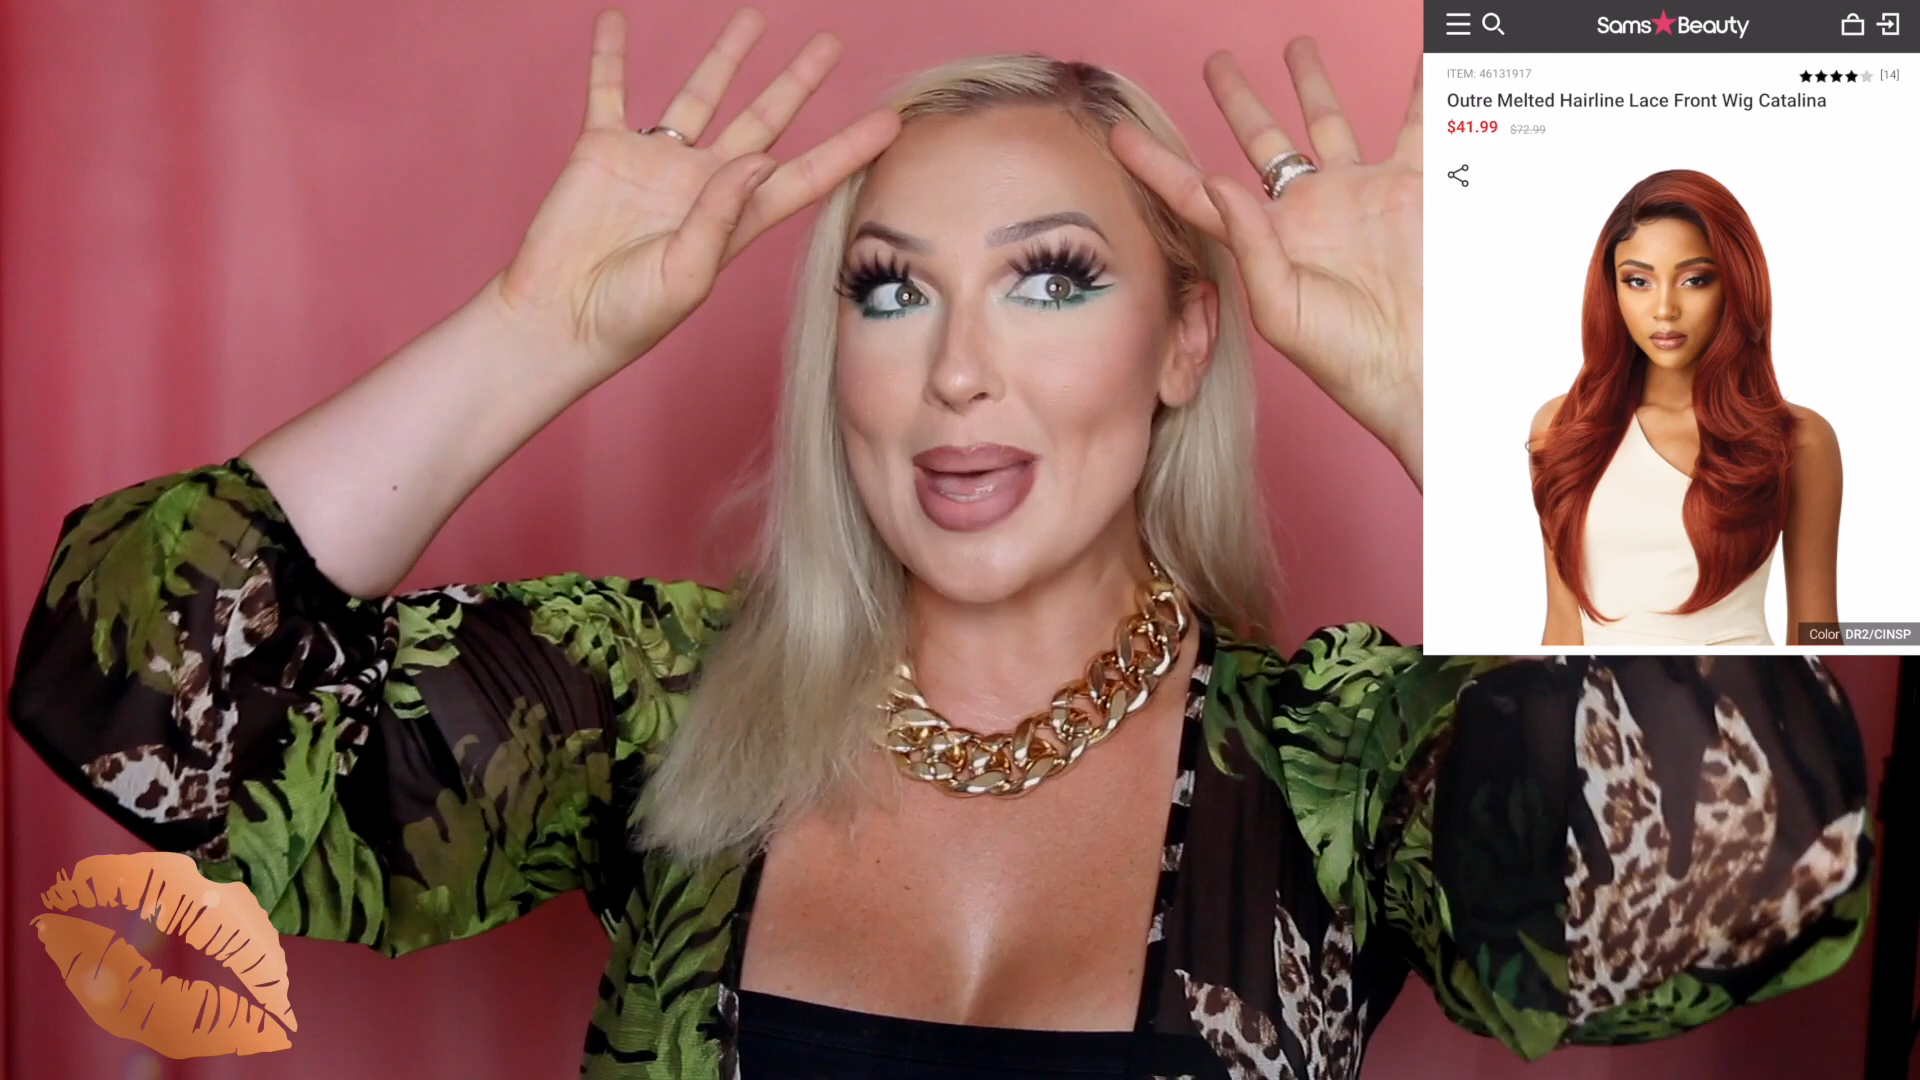 Sams Beauty
ITEM: 46131917
[14]
Outre Melted Hairline Lace Front Wig Catalina
$41.99 $72.99
Color DR2/CINSP